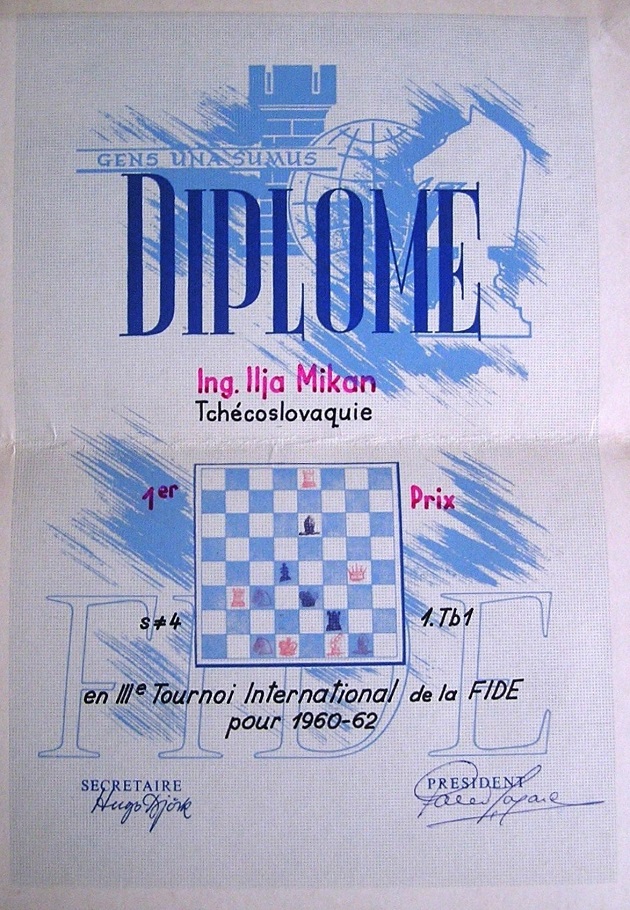 GENS UNA SUMUS
DIPLOME
Ing. Ilja Mikan
Tchécoslovaquie
1er Prix
s≠4 1.Tb1
FIDE
en IIIe Tournoi International de la FIDE
pour 1960-62
SECRETAIRE PRESIDENT
Hugo